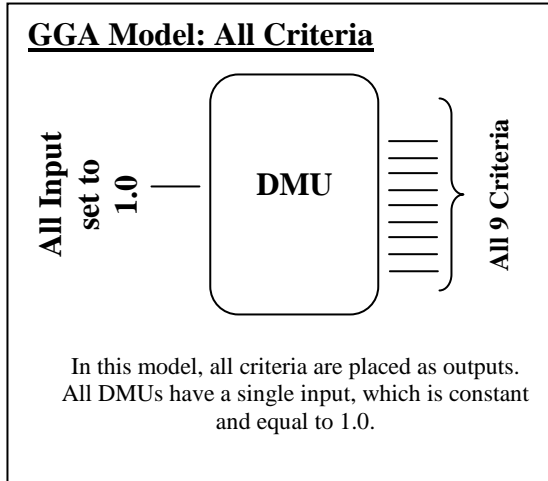 GGA Model: All Criteria
All Input
set to
1.0
DMU
All 9 Criteria
In this model, all criteria are placed as outputs.
All DMUs have a single input, which is constant
and equal to 1.0.